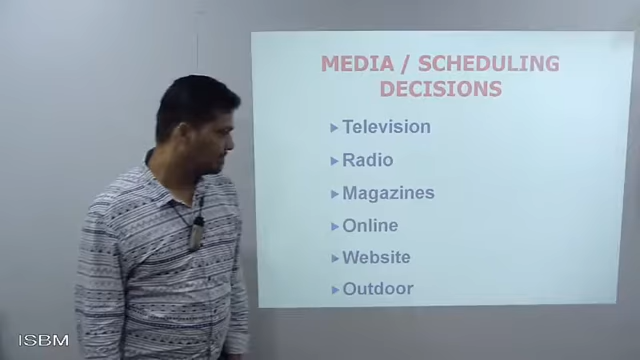 MEDIA / SCHEDULING
DECISIONS
Television
Radio
Magazines
Online
Website
Outdoor
ISBM